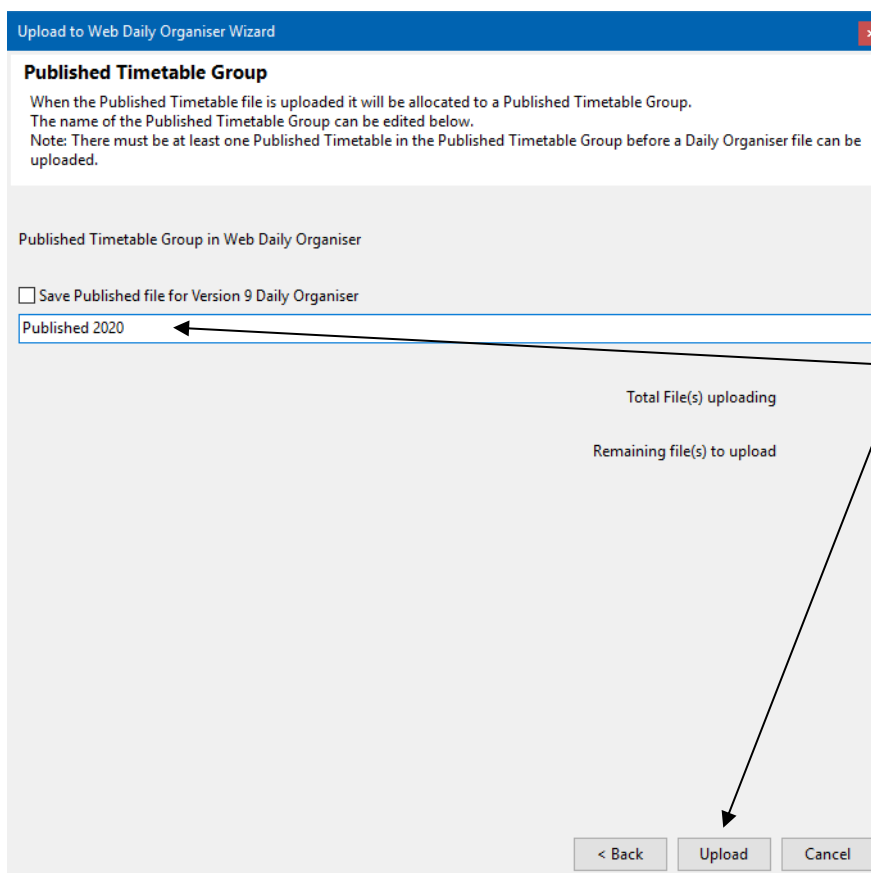 Upload to Web Daily Organiser Wizard
Published Timetable Group
When the Published Timetable file is uploaded it will be allocated to a Published Timetable Group.
The name of the Published Timetable Group can be edited below.
Note: There must be at least one Published Timetable in the Published Timetable Group before a Daily Organiser file can be
uploaded.
Published Timetable Group in Web Daily Organiser
Save Published file for Version 9 Daily Organiser
Published 2020
Total File(s) uploading
Remaining file(s) to upload
< Back Upload Cancel